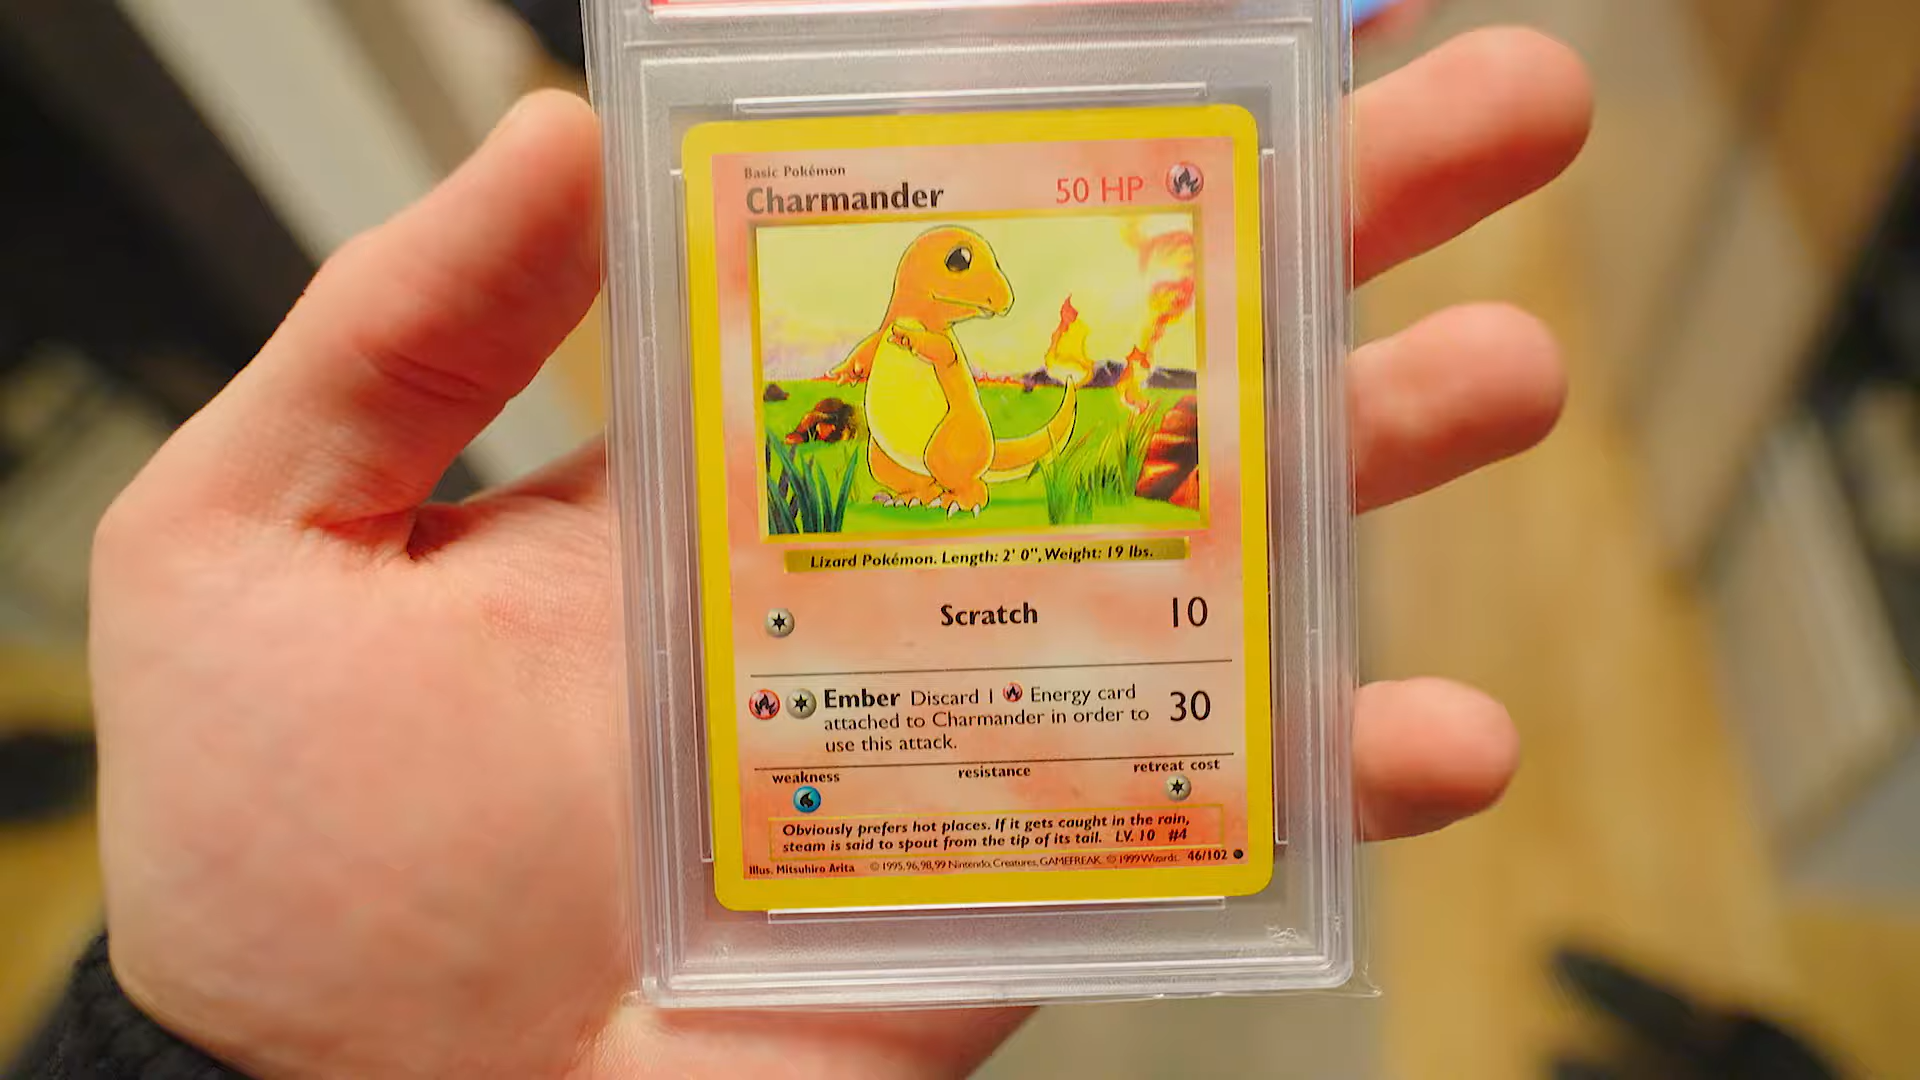 Basic Pokémon
Charmander 50 HP
Lizard Pokémon. Length: 2' 0", Weight: 19 lbs.
Scratch 10
Ember Discard 1 Energy card
attached to Charmander in order to
use this attack.
30
weakness resistance retreat cost
Obviously prefers hot places. If it gets caught in the rain,
steam is said to spout from the tip of its tail. LV. 10 #4
Illus. Mitsuhiro Arita © 1995, 96, 98, 99 Nintendo, Creatures, GAMEFREAK. © 1999 Wizards. 46/102